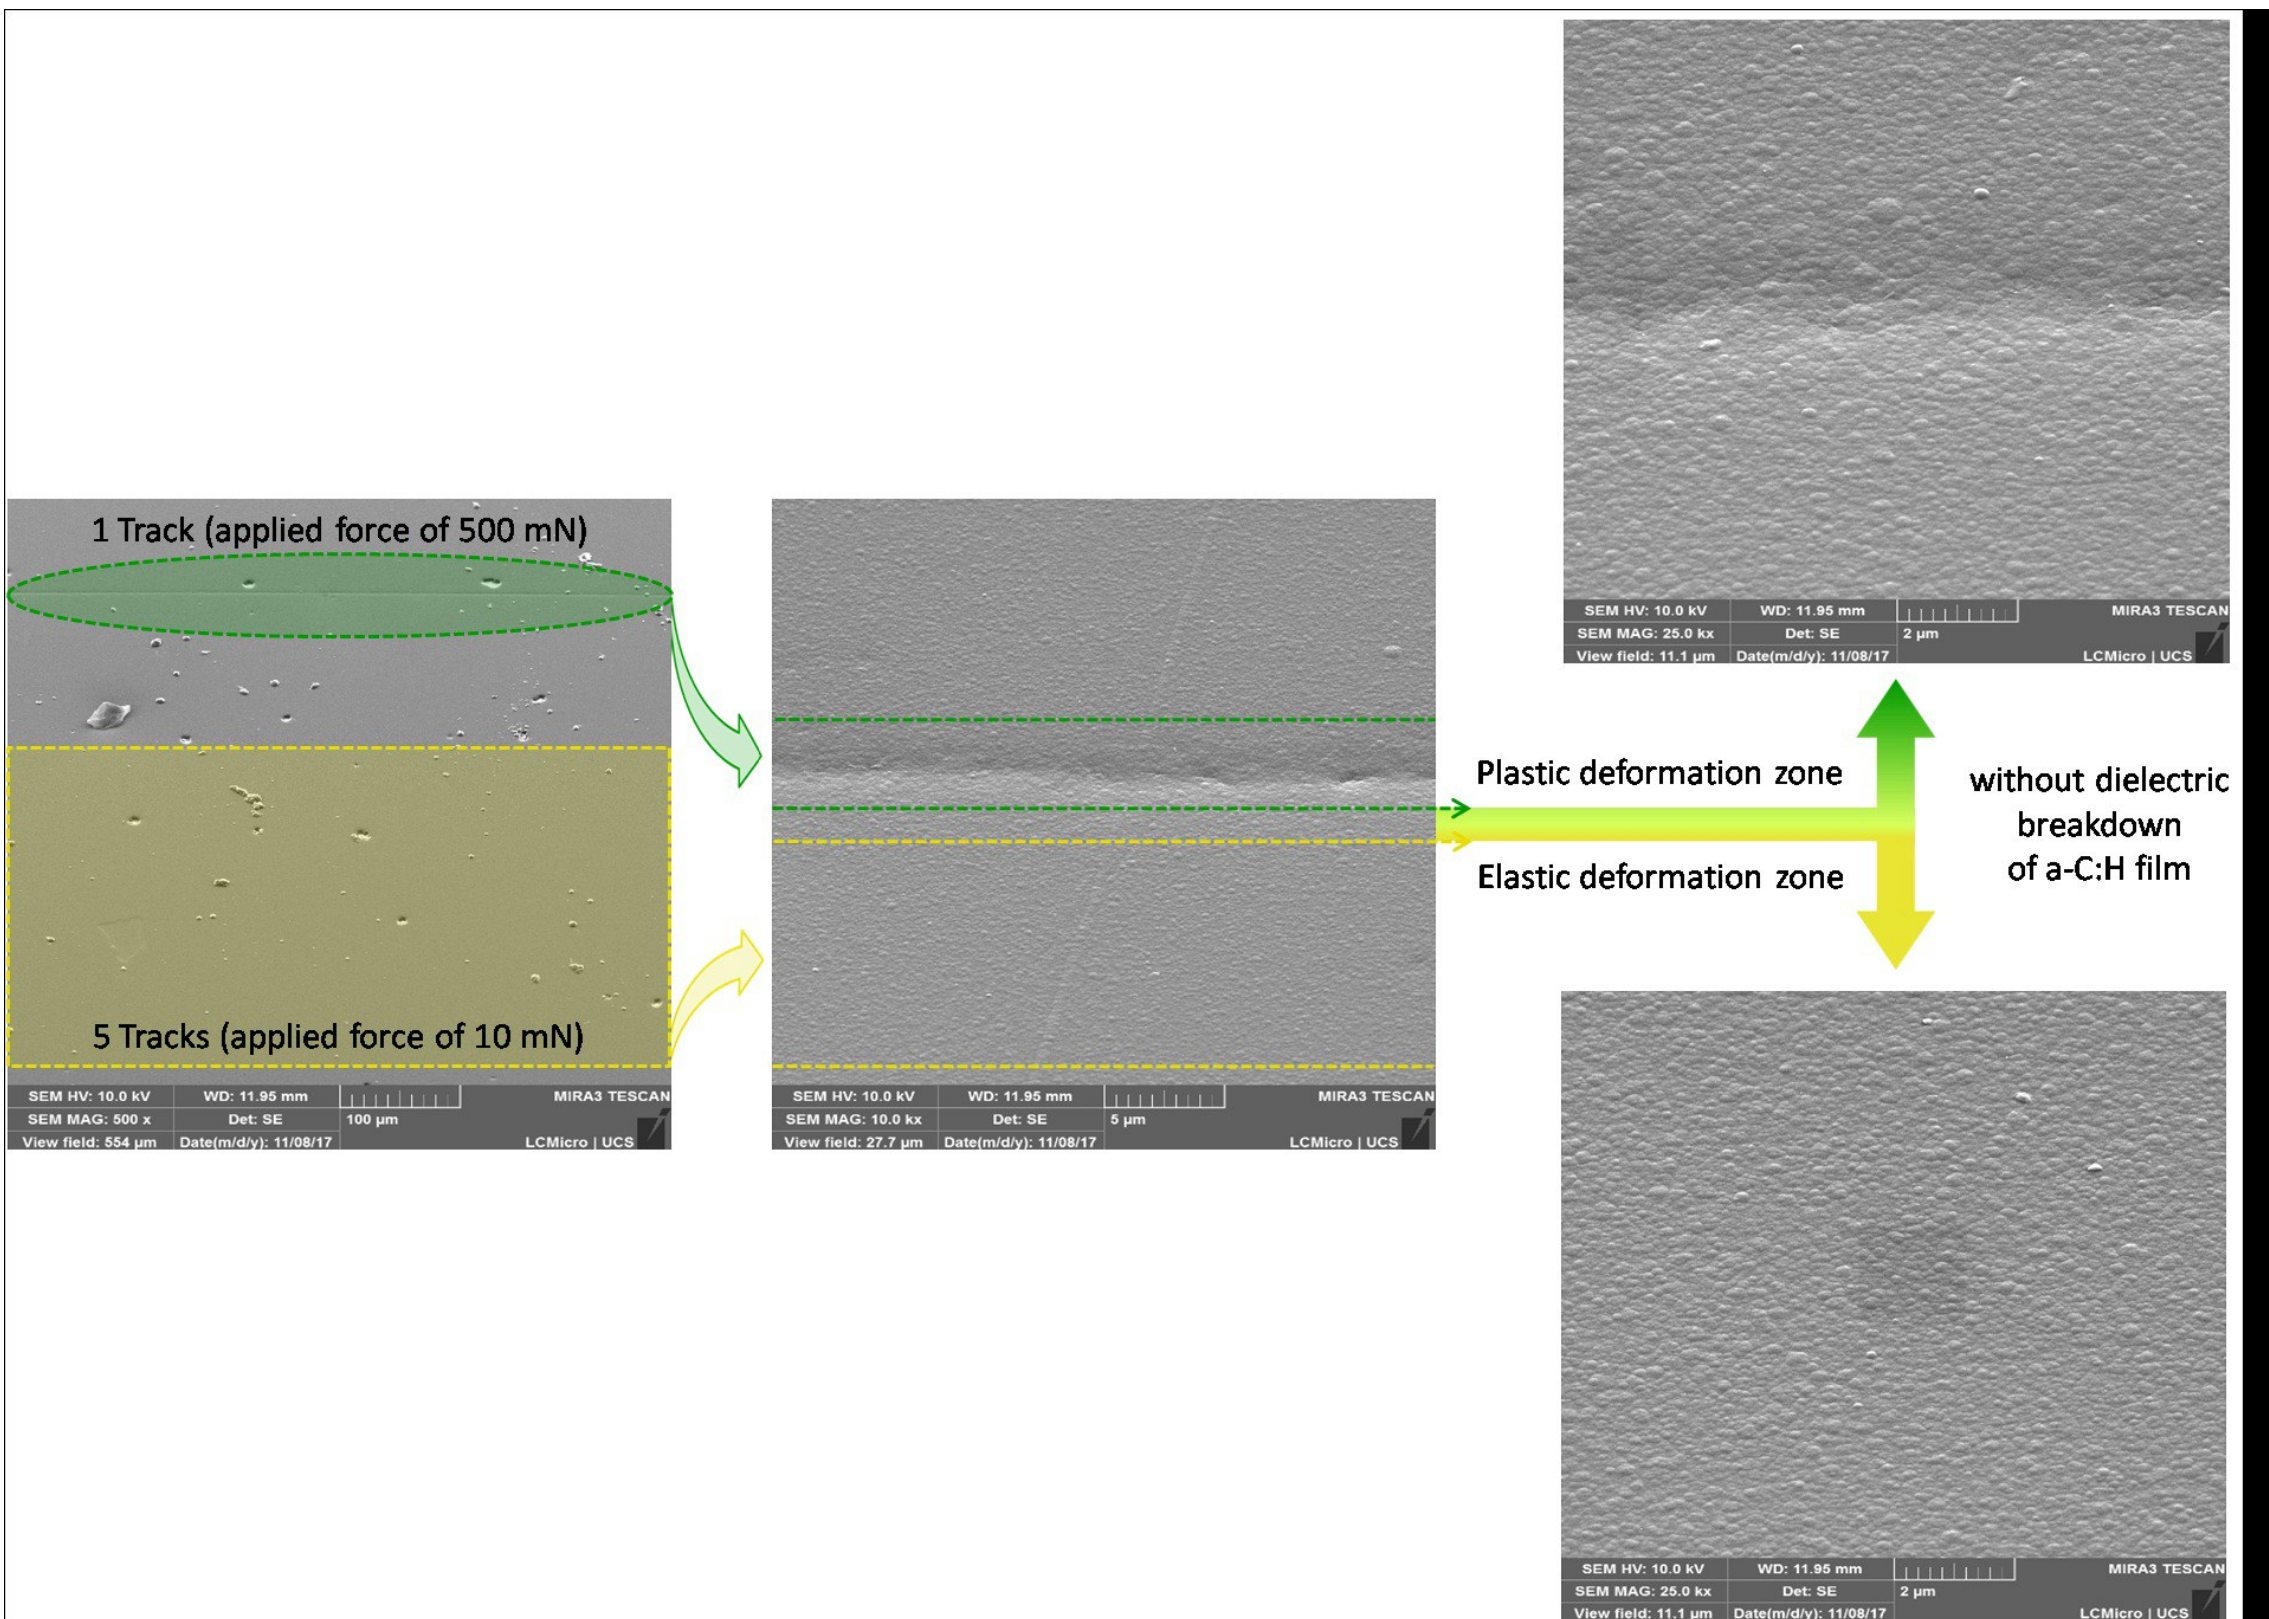 SEM HV: 10.0 kV WD: 11.95 mm MIRA3 TESCAN
SEM MAG: 25.0 kx Det: SE 2 µm
View field: 11.1 µm Date(m/d/y): 11/08/17 LCMicro | UCS
1 Track (applied force of 500 mN)
5 Tracks (applied force of 10 mN)
SEM HV: 10.0 kV WD: 11.95 mm MIRA3 TESCAN
SEM MAG: 500 x Det: SE 100 µm
View field: 554 µm Date(m/d/y): 11/08/17 LCMicro | UCS
SEM HV: 10.0 kV WD: 11.95 mm MIRA3 TESCAN
SEM MAG: 10.0 kx Det: SE 5 µm
View field: 27.7 µm Date(m/d/y): 11/08/17 LCMicro | UCS
Plastic deformation zone
Elastic deformation zone
without dielectric
breakdown
of a-C:H film
SEM HV: 10.0 kV WD: 11.95 mm MIRA3 TESCAN
SEM MAG: 25.0 kx Det: SE 2 µm
View field: 11.1 µm Date(m/d/y): 11/08/17 LCMicro | UCS